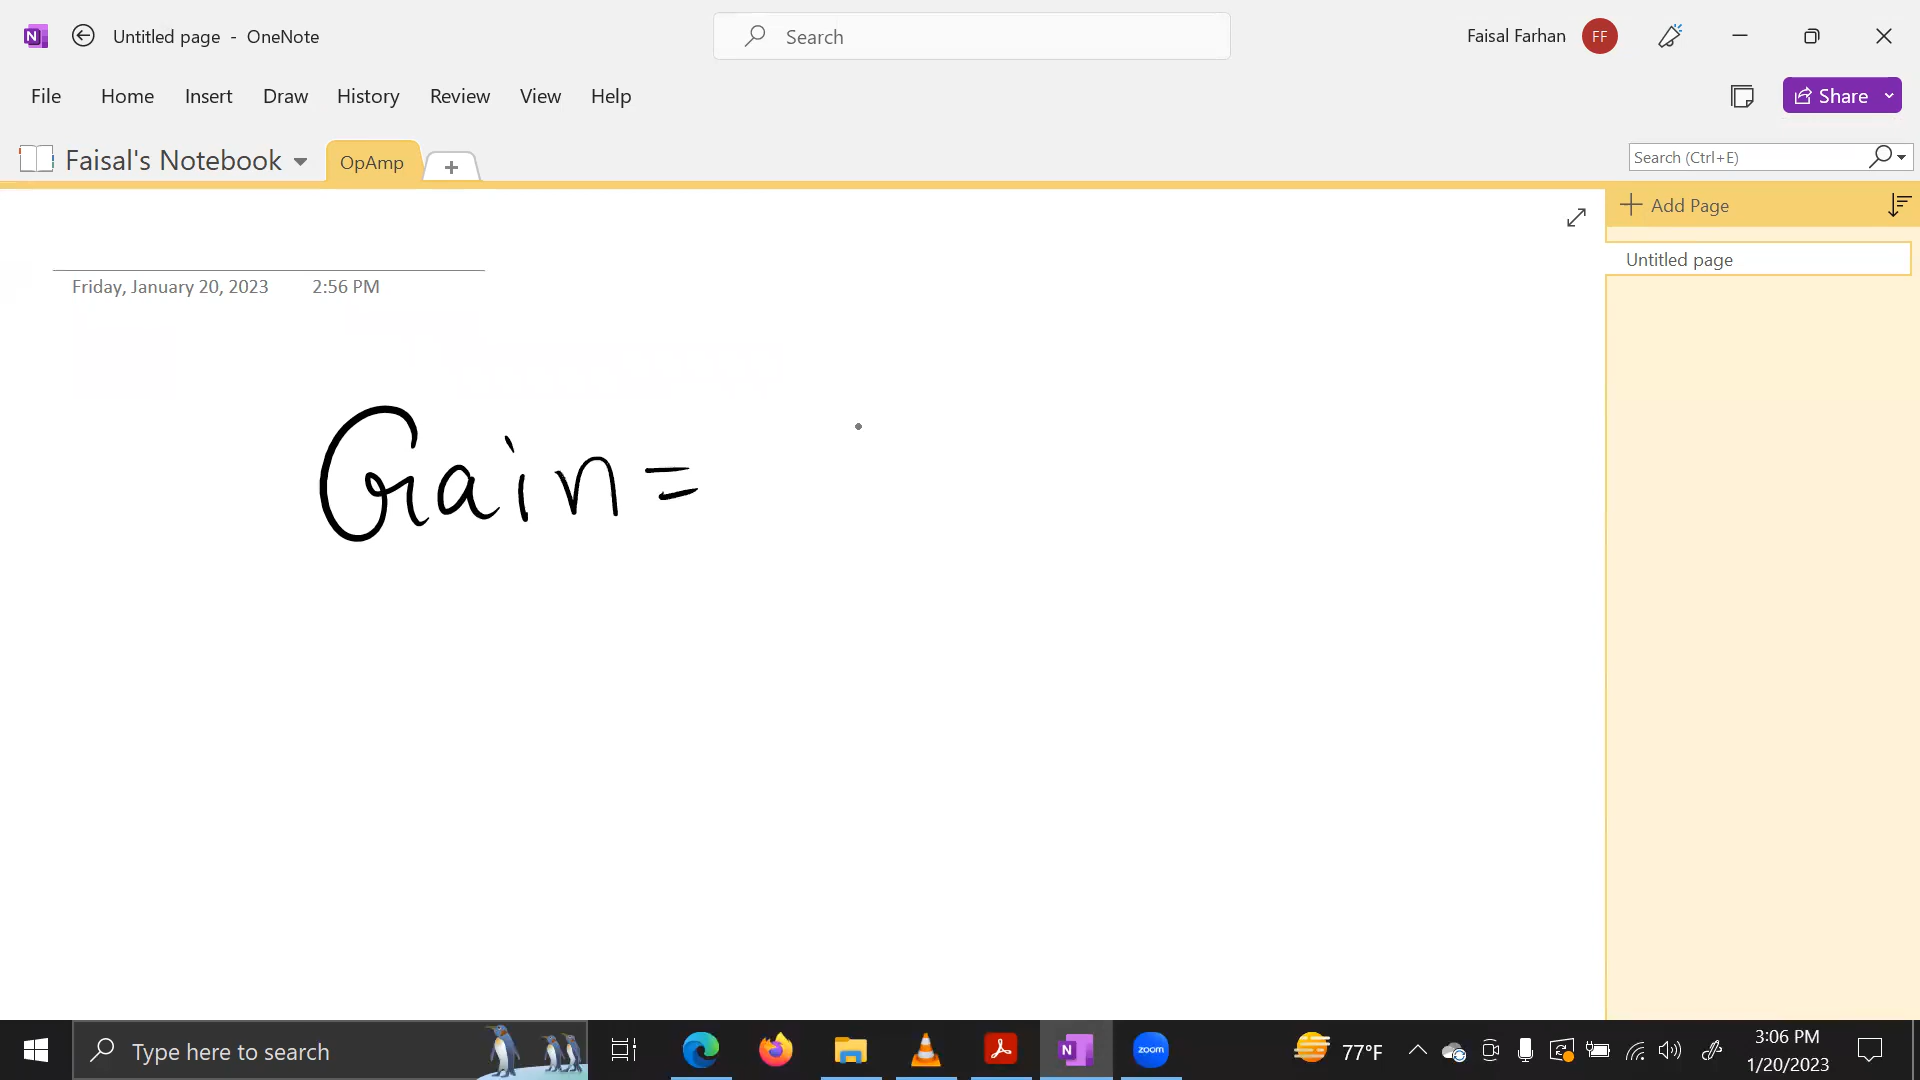 Untitled page - OneNote
Search
Faisal Farhan
FF
File Home Insert Draw History Review View Help
Share
Faisal's Notebook
OpAmp
+
Search (Ctrl+E)
Add Page
Untitled page
Friday, January 20, 2023 2:56 PM
Gain =
Type here to search
zoom
77°F
3:06 PM
1/20/2023